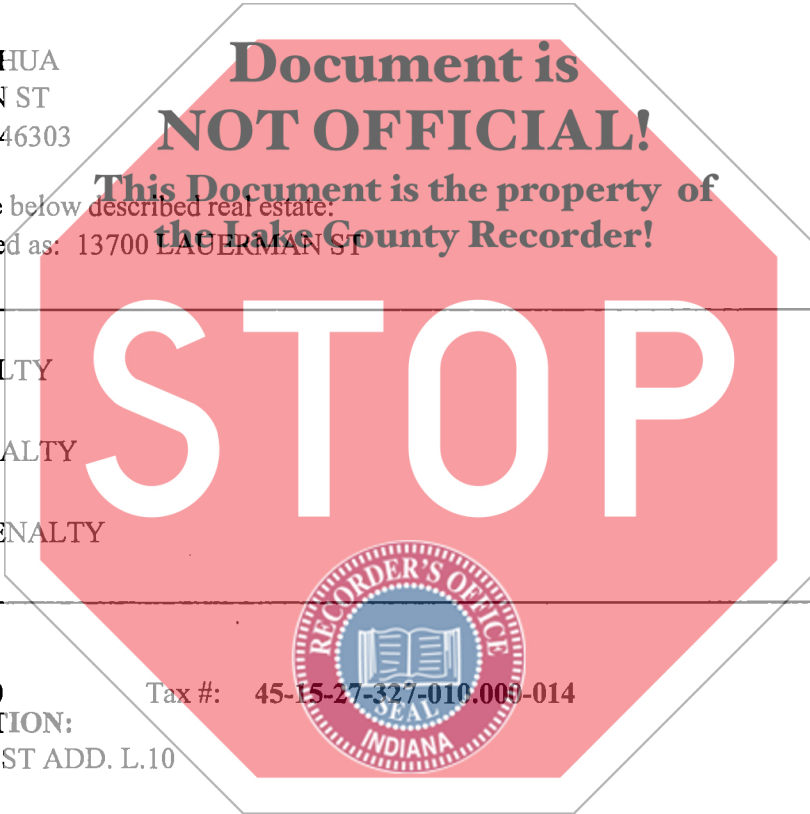 HUA
Document is
N ST
46303
NOT OFFICIAL!
This Document is the property of
e below described real estate:
the Lake County Recorder!
ed as: 13700 LAUERMAN ST
STOP
LTY
ALTY
ENALTY
RECORDER'S OFFICE
SEAL
INDIANA
Tax #: 45-15-27-327-010.000-014
TION:
ST ADD. L.10